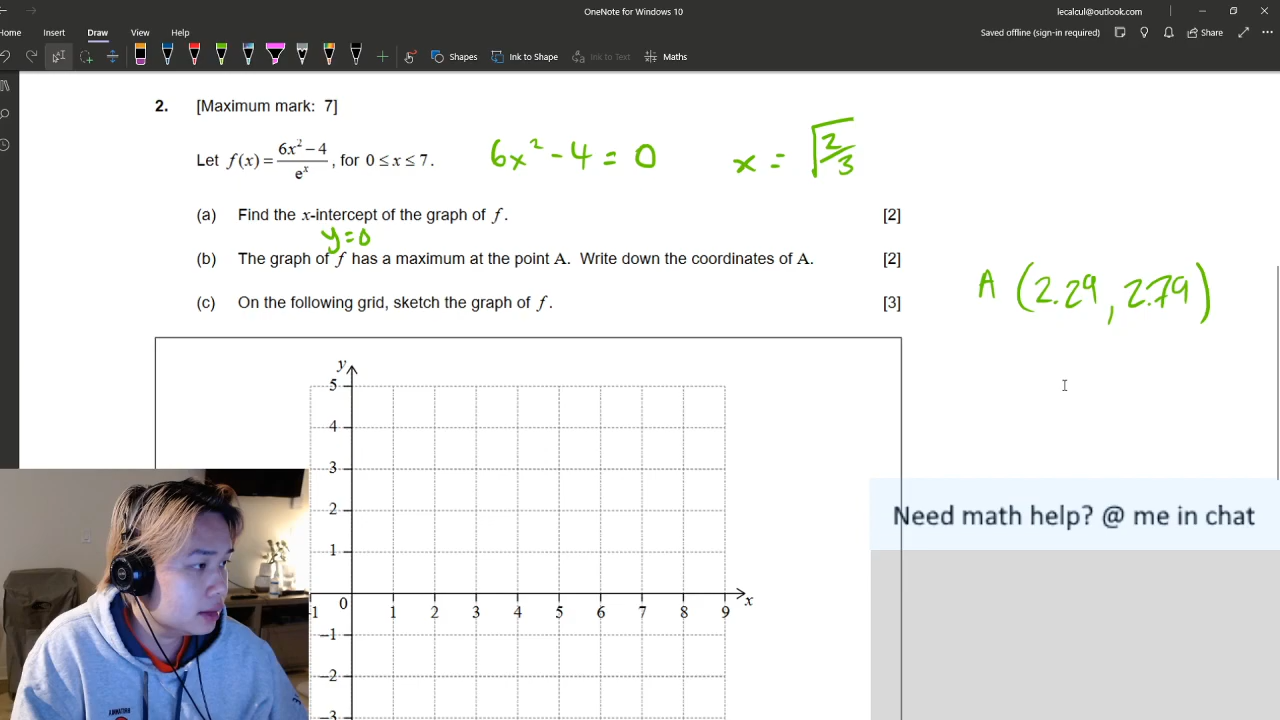 OneNote for Windows 10
lecalcul@outlook.com
Home Insert Draw View Help
Saved offline (sign-in required)
Share
Shapes Ink to Shape Ink to Text Maths
2. [Maximum mark: 7]
Let f(x) = (6x² − 4)/eˣ, for 0 ≤ x ≤ 7.
6x² - 4 = 0
x = √(2/3)
(a) Find the x-intercept of the graph of f. [2]
y=0
(b) The graph of f has a maximum at the point A. Write down the coordinates of A. [2]
A (2.29, 2.79)
(c) On the following grid, sketch the graph of f. [3]
y
5
4
3
2
1
0
-1 1 2 3 4 5 6 7 8 9 x
−1
−2
−3
Need math help? @ me in chat